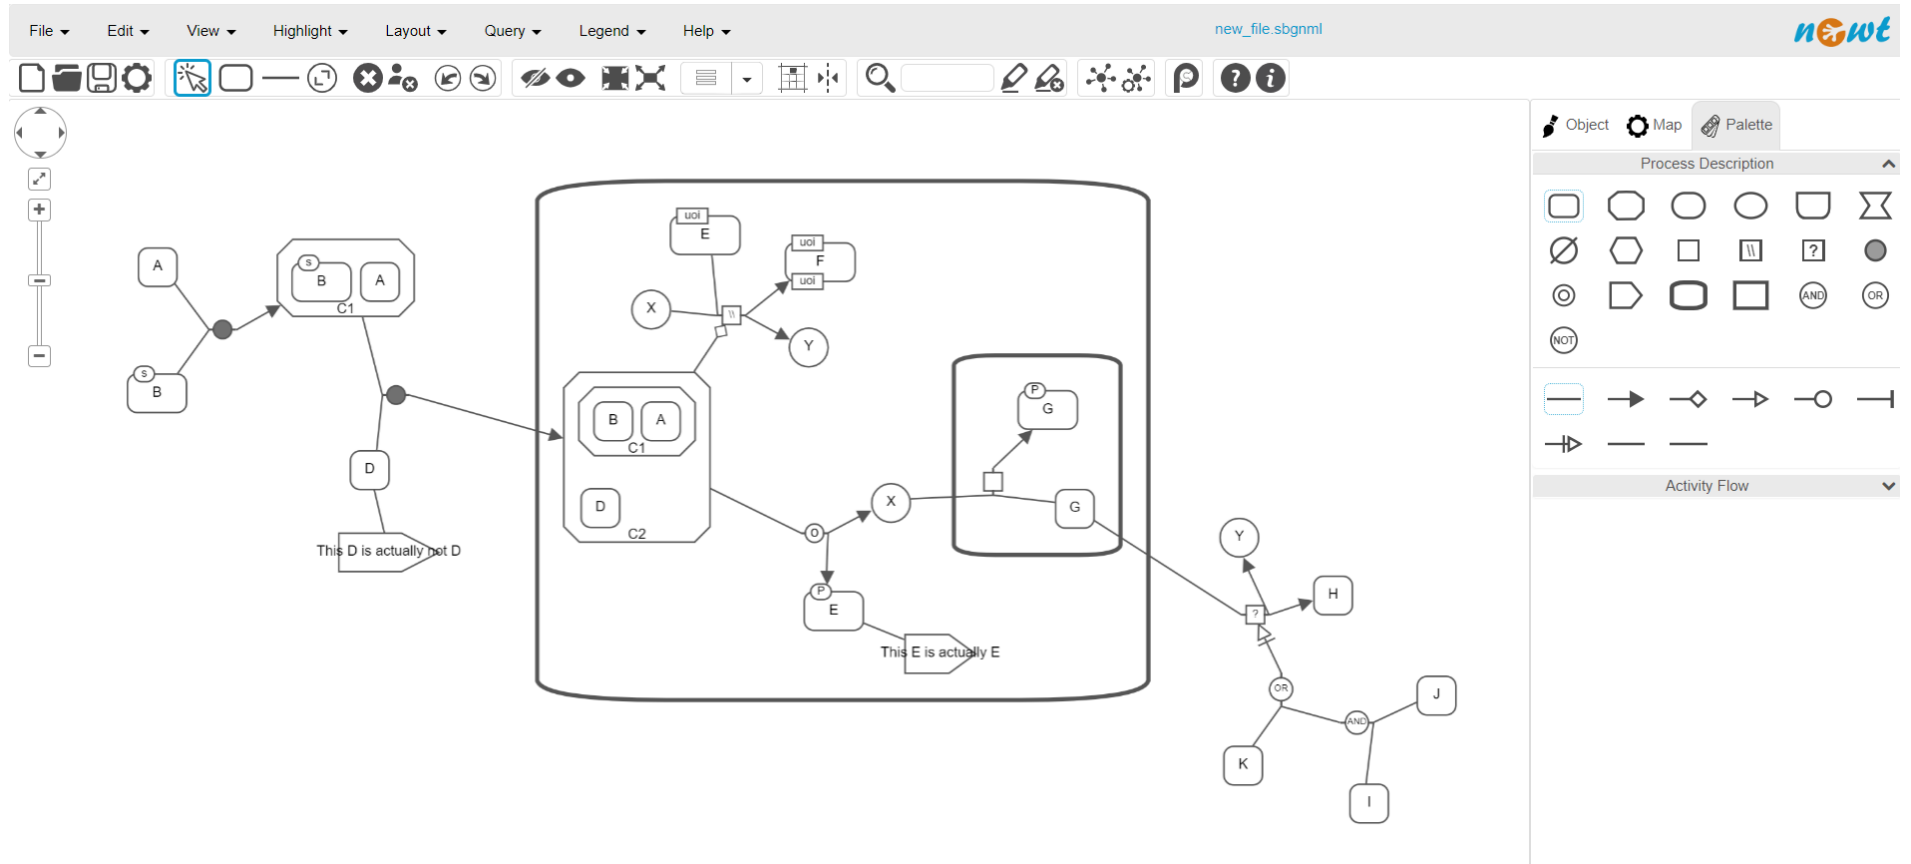 File Edit View Highlight Layout Query Legend Help new_file.sbgnml newt
Object Map Palette
Process Description
AND OR
NOT
Activity Flow
A
s
B
s
B A
C1
D
This D is actually not D
uoi
E
uoi
F
uoi
X
\\
Y
B A
C1
D
C2
O
X
P
G
G
P
E
This E is actually E
Y
?
H
OR
AND
J
K
I